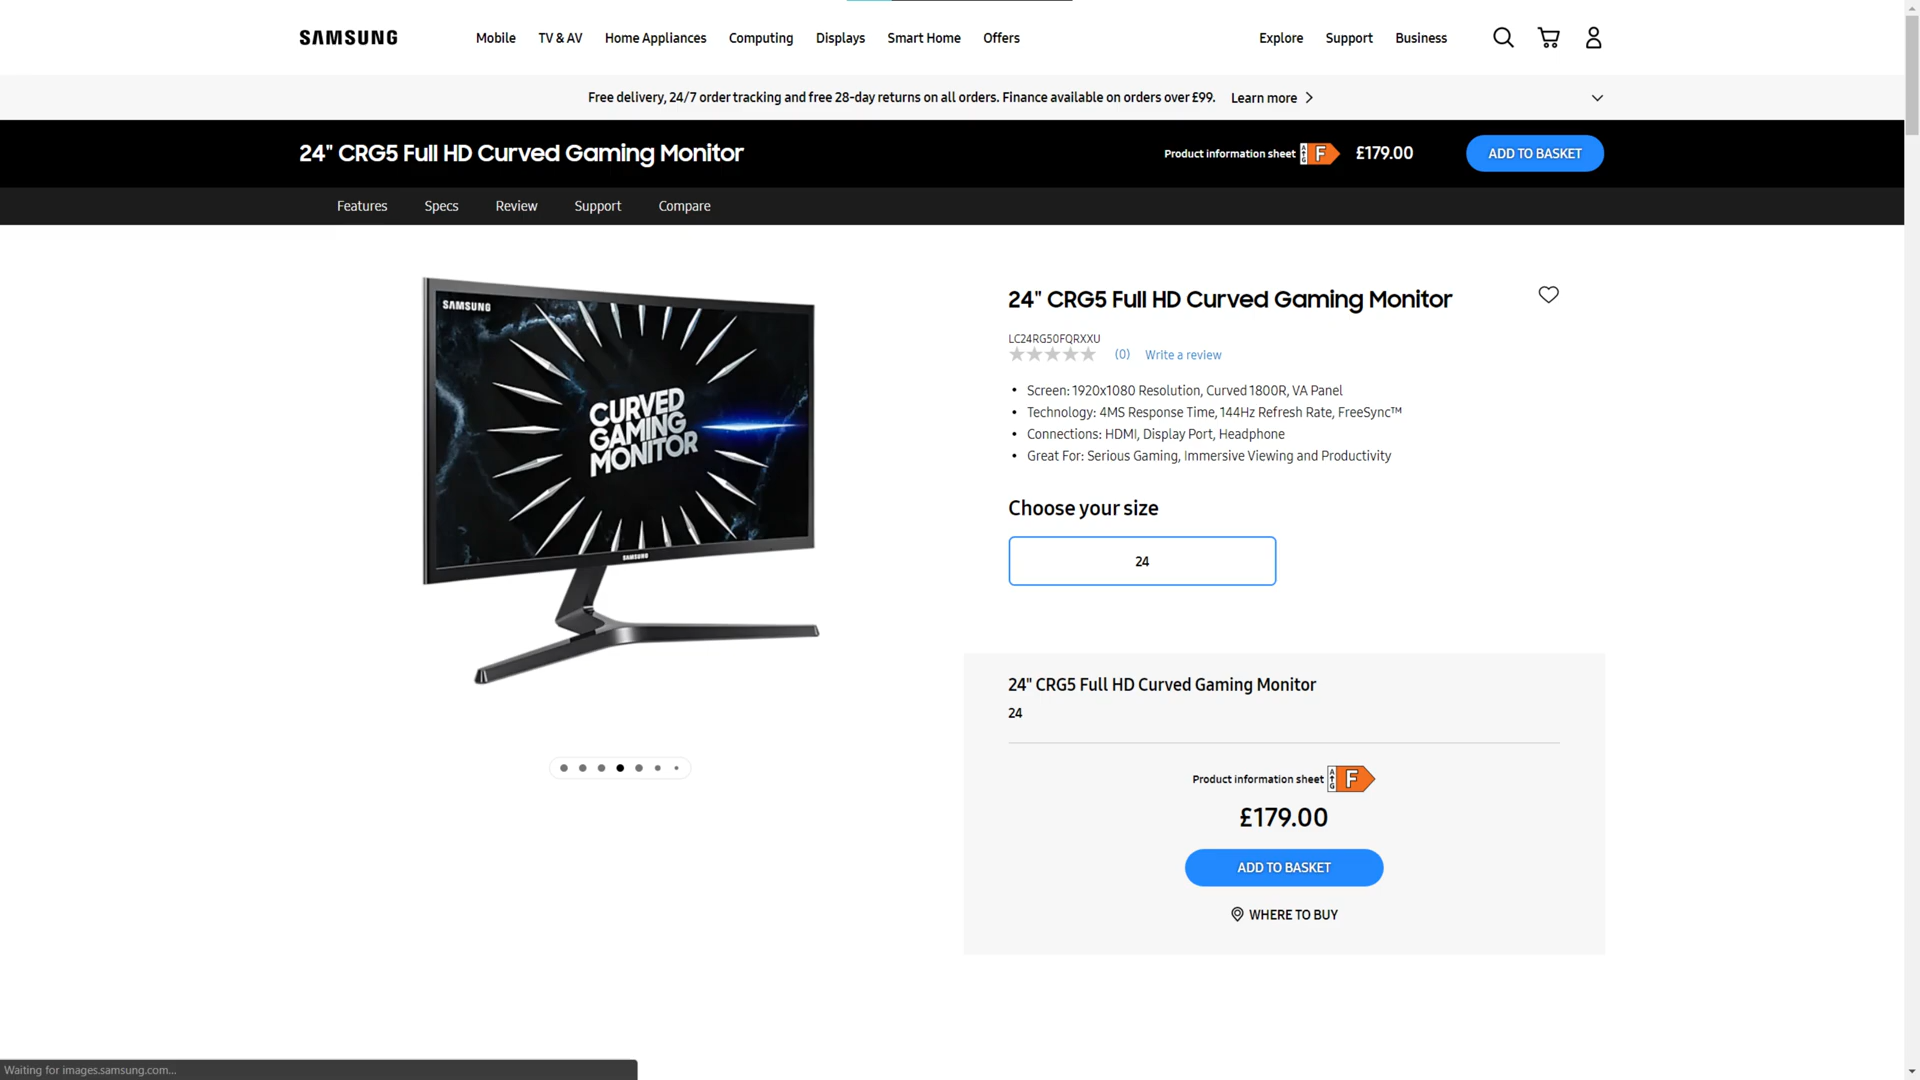 SAMSUNG
Mobile TV & AV Home Appliances Computing Displays Smart Home Offers Explore Support Business
Free delivery, 24/7 order tracking and free 28-day returns on all orders. Finance available on orders over £99. Learn more
24" CRG5 Full HD Curved Gaming Monitor
Product information sheet A G F £179.00 ADD TO BASKET
Features Specs Review Support Compare
SAMSUNG
CURVED
GAMING
MONITOR
SAMSUNG
24" CRG5 Full HD Curved Gaming Monitor
LC24RG50FQRXXU
(0) Write a review
• Screen: 1920x1080 Resolution, Curved 1800R, VA Panel
• Technology: 4MS Response Time, 144Hz Refresh Rate, FreeSync™
• Connections: HDMI, Display Port, Headphone
• Great For: Serious Gaming, Immersive Viewing and Productivity
Choose your size
24
24" CRG5 Full HD Curved Gaming Monitor
24
Product information sheet A G F
£179.00
ADD TO BASKET
WHERE TO BUY
Waiting for images.samsung.com...